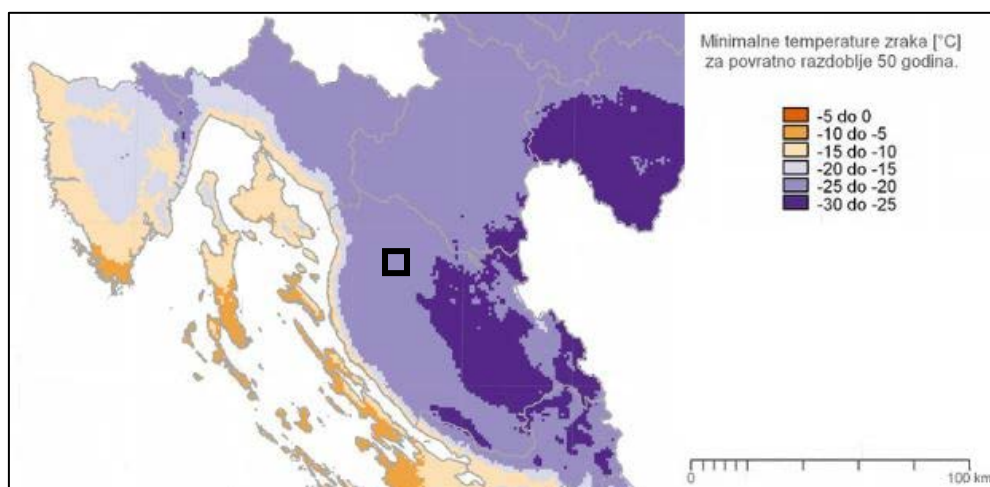 Minimalne temperature zraka [°C]
za povratno razdoblje 50 godina.
-5 do 0
-10 do -5
-15 do -10
-20 do -15
-25 do -20
-30 do -25
0 100 km